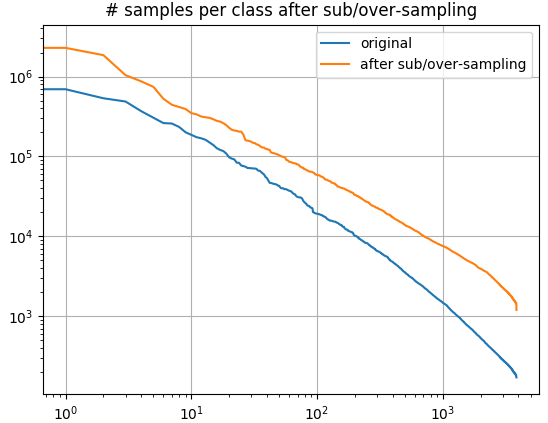 # samples per class after sub/over-sampling
original
after sub/over-sampling
10⁶
10⁵
10⁴
10³
10⁰ 10¹ 10² 10³